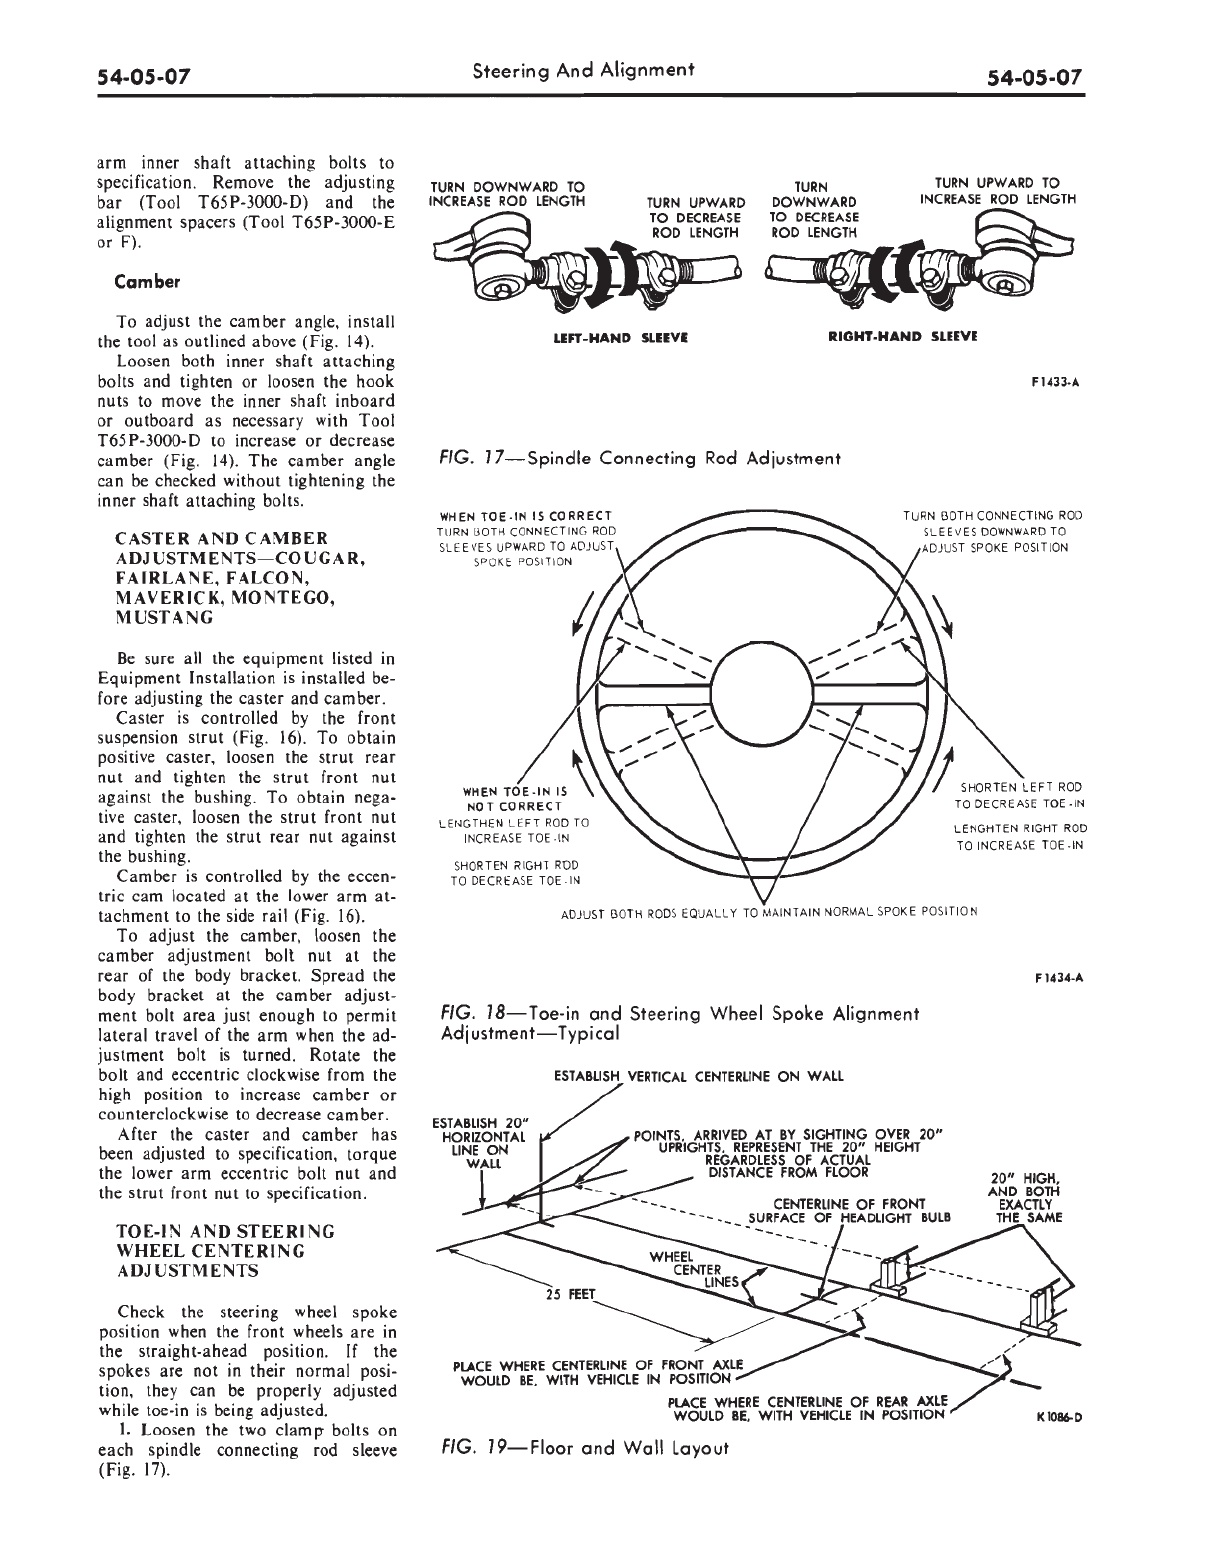 54-05-07
Steering And Alignment
54-05-07
arm inner shaft attaching bolts to
specification. Remove the adjusting
bar (Tool T65P-3000-D) and the
alignment spacers (Tool T65P-3000-E
or F).
Camber
To adjust the camber angle, install
the tool as outlined above (Fig. 14).
Loosen both inner shaft attaching
bolts and tighten or loosen the hook
nuts to move the inner shaft inboard
or outboard as necessary with Tool
T65P-3000-D to increase or decrease
camber (Fig. 14). The camber angle
can be checked without tightening the
inner shaft attaching bolts.
CASTER AND CAMBER
ADJUSTMENTS—COUGAR,
FAIRLANE, FALCON,
MAVERICK, MONTEGO,
MUSTANG
Be sure all the equipment listed in
Equipment Installation is installed be-
fore adjusting the caster and camber.
Caster is controlled by the front
suspension strut (Fig. 16). To obtain
positive caster, loosen the strut rear
nut and tighten the strut front nut
against the bushing. To obtain nega-
tive caster, loosen the strut front nut
and tighten the strut rear nut against
the bushing.
Camber is controlled by the eccen-
tric cam located at the lower arm at-
tachment to the side rail (Fig. 16).
To adjust the camber, loosen the
camber adjustment bolt nut at the
rear of the body bracket. Spread the
body bracket at the camber adjust-
ment bolt area just enough to permit
lateral travel of the arm when the ad-
justment bolt is turned. Rotate the
bolt and eccentric clockwise from the
high position to increase camber or
counterclockwise to decrease camber.
After the caster and camber has
been adjusted to specification, torque
the lower arm eccentric bolt nut and
the strut front nut to specification.
TOE-IN AND STEERING
WHEEL CENTERING
ADJUSTMENTS
Check the steering wheel spoke
position when the front wheels are in
the straight-ahead position. If the
spokes are not in their normal posi-
tion, they can be properly adjusted
while toe-in is being adjusted.
1. Loosen the two clamp bolts on
each spindle connecting rod sleeve
(Fig. 17).
TURN DOWNWARD TO
INCREASE ROD LENGTH
TURN UPWARD
TO DECREASE
ROD LENGTH
TURN
DOWNWARD
TO DECREASE
ROD LENGTH
TURN UPWARD TO
INCREASE ROD LENGTH
LEFT-HAND SLEEVE
RIGHT-HAND SLEEVE
F1433-A
FIG. 17—Spindle Connecting Rod Adjustment
WHEN TOE-IN IS CORRECT
TURN BOTH CONNECTING ROD
SLEEVES UPWARD TO ADJUST
SPOKE POSITION
TURN BOTH CONNECTING ROD
SLEEVES DOWNWARD TO
ADJUST SPOKE POSITION
WHEN TOE-IN IS
NOT CORRECT
LENGTHEN LEFT ROD TO
INCREASE TOE-IN
SHORTEN RIGHT ROD
TO DECREASE TOE-IN
SHORTEN LEFT ROD
TO DECREASE TOE-IN
LENGHTEN RIGHT ROD
TO INCREASE TOE-IN
ADJUST BOTH RODS EQUALLY TO MAINTAIN NORMAL SPOKE POSITION
F1434-A
FIG. 18—Toe-in and Steering Wheel Spoke Alignment
Adjustment—Typical
ESTABLISH VERTICAL CENTERLINE ON WALL
ESTABLISH 20"
HORIZONTAL
LINE ON
WALL
POINTS, ARRIVED AT BY SIGHTING OVER 20"
UPRIGHTS, REPRESENT THE 20" HEIGHT
REGARDLESS OF ACTUAL
DISTANCE FROM FLOOR
20" HIGH,
AND BOTH
EXACTLY
THE SAME
CENTERLINE OF FRONT
SURFACE OF HEADLIGHT BULB
WHEEL
CENTER
LINES
25 FEET
PLACE WHERE CENTERLINE OF FRONT AXLE
WOULD BE, WITH VEHICLE IN POSITION
PLACE WHERE CENTERLINE OF REAR AXLE
WOULD BE, WITH VEHICLE IN POSITION
K1086-D
FIG. 19—Floor and Wall Layout